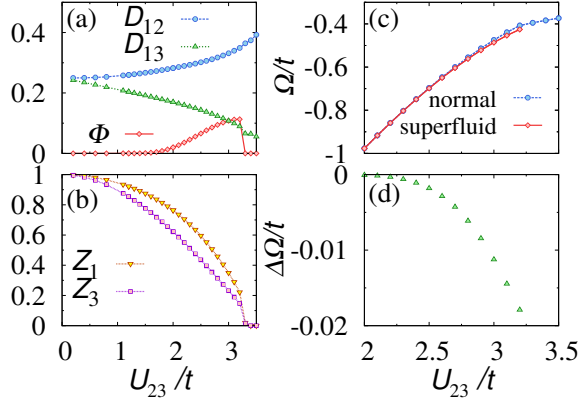 (a)
D12
D13
Φ
0.4
0.2
0
(b)
Z1
Z3
1
0.8
0.6
0.4
0.2
0
0 1 2 3
U23/t
(c)
Ω/t
normal
superfluid
-0.4
-0.6
-0.8
-1
(d)
ΔΩ/t
0
-0.01
-0.02
2 2.5 3 3.5
U23/t